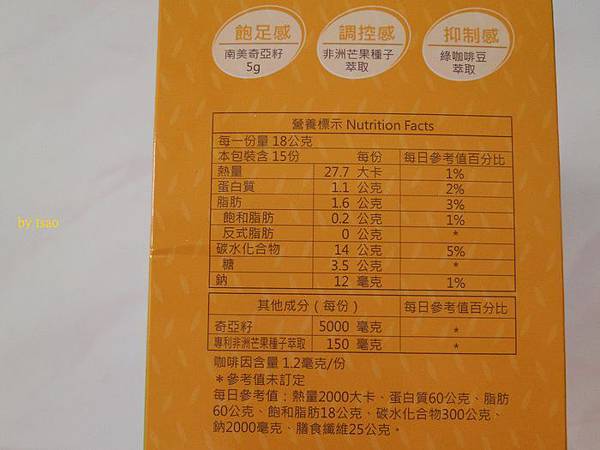 飽足感
南美奇亞籽
5g
調控感
非洲芒果種子
萃取
抑制感
綠咖啡豆
萃取
營養標示 Nutrition Facts
每一份量 18公克
本包裝含 15份 每份 每日參考值百分比
熱量 27.7 大卡 1%
蛋白質 1.1 公克 2%
脂肪 1.6 公克 3%
飽和脂肪 0.2 公克 1%
反式脂肪 0 公克 *
碳水化合物 14 公克 5%
糖 3.5 公克 *
鈉 12 毫克 1%
其他成分（每份） 每日參考值百分比
奇亞籽 5000 毫克 *
專利非洲芒果種子萃取 150 毫克 *
咖啡因含量 1.2毫克/份
＊參考值未訂定
每日參考值：熱量2000大卡、蛋白質60公克、脂肪
60公克、飽和脂肪18公克、碳水化合物300公克、
鈉2000毫克、膳食纖維25公克。
by isao